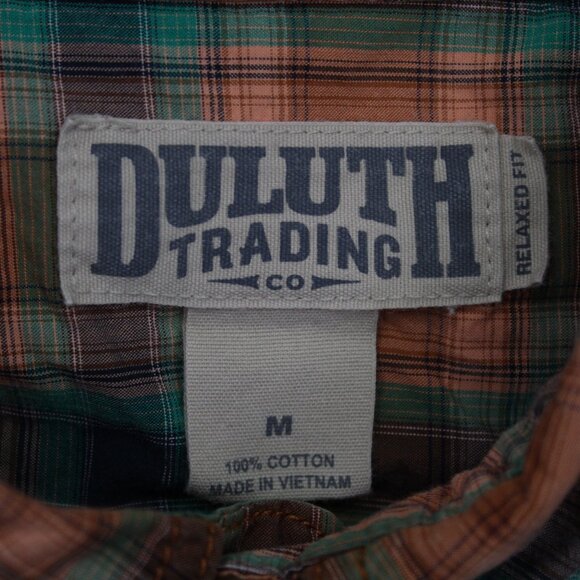 DULUTH
TRADING
CO
RELAXED FIT
M
100% COTTON
MADE IN VIETNAM